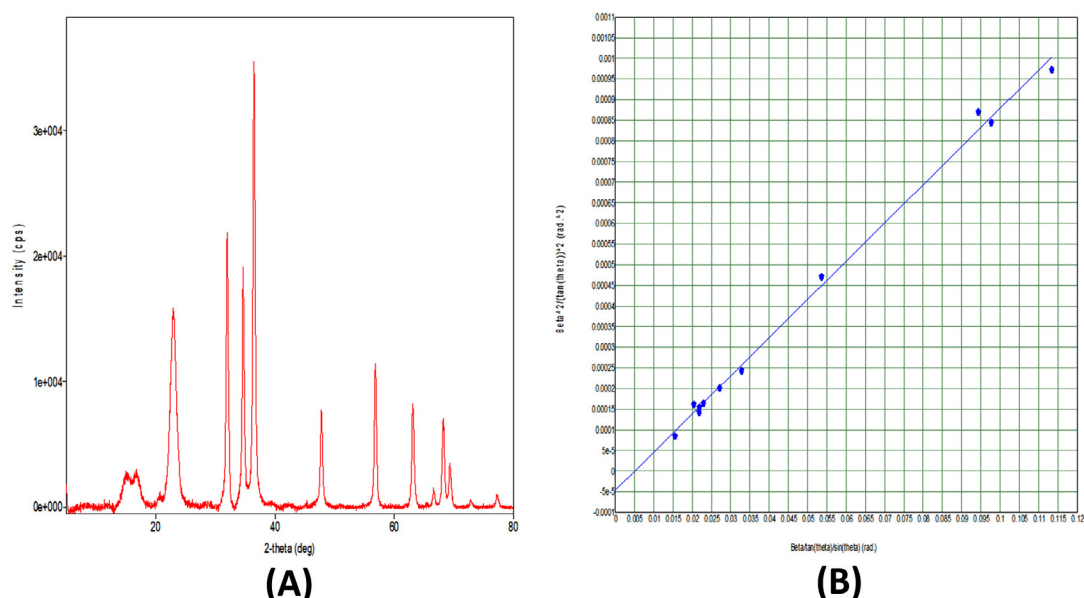 Intensity (cps)
3e+004
2e+004
1e+004
0e+000
20
40
60
80
2-theta (deg)
(A)
Beta^2/(tan(theta))^2 (rad.^2)
0.0011
0.00105
0.001
0.00095
0.0009
0.00085
0.0008
0.00075
0.0007
0.00065
0.0006
0.00055
0.0005
0.00045
0.0004
0.00035
0.0003
0.00025
0.0002
0.00015
0.0001
5e-5
0
-5e-5
-0.0001
0 0.005 0.01 0.015 0.02 0.025 0.03 0.035 0.04 0.045 0.05 0.055 0.06 0.065 0.07 0.075 0.08 0.085 0.09 0.095 0.1 0.105 0.11 0.115 0.12
Beta/tan(theta)/sin(theta) (rad.)
(B)